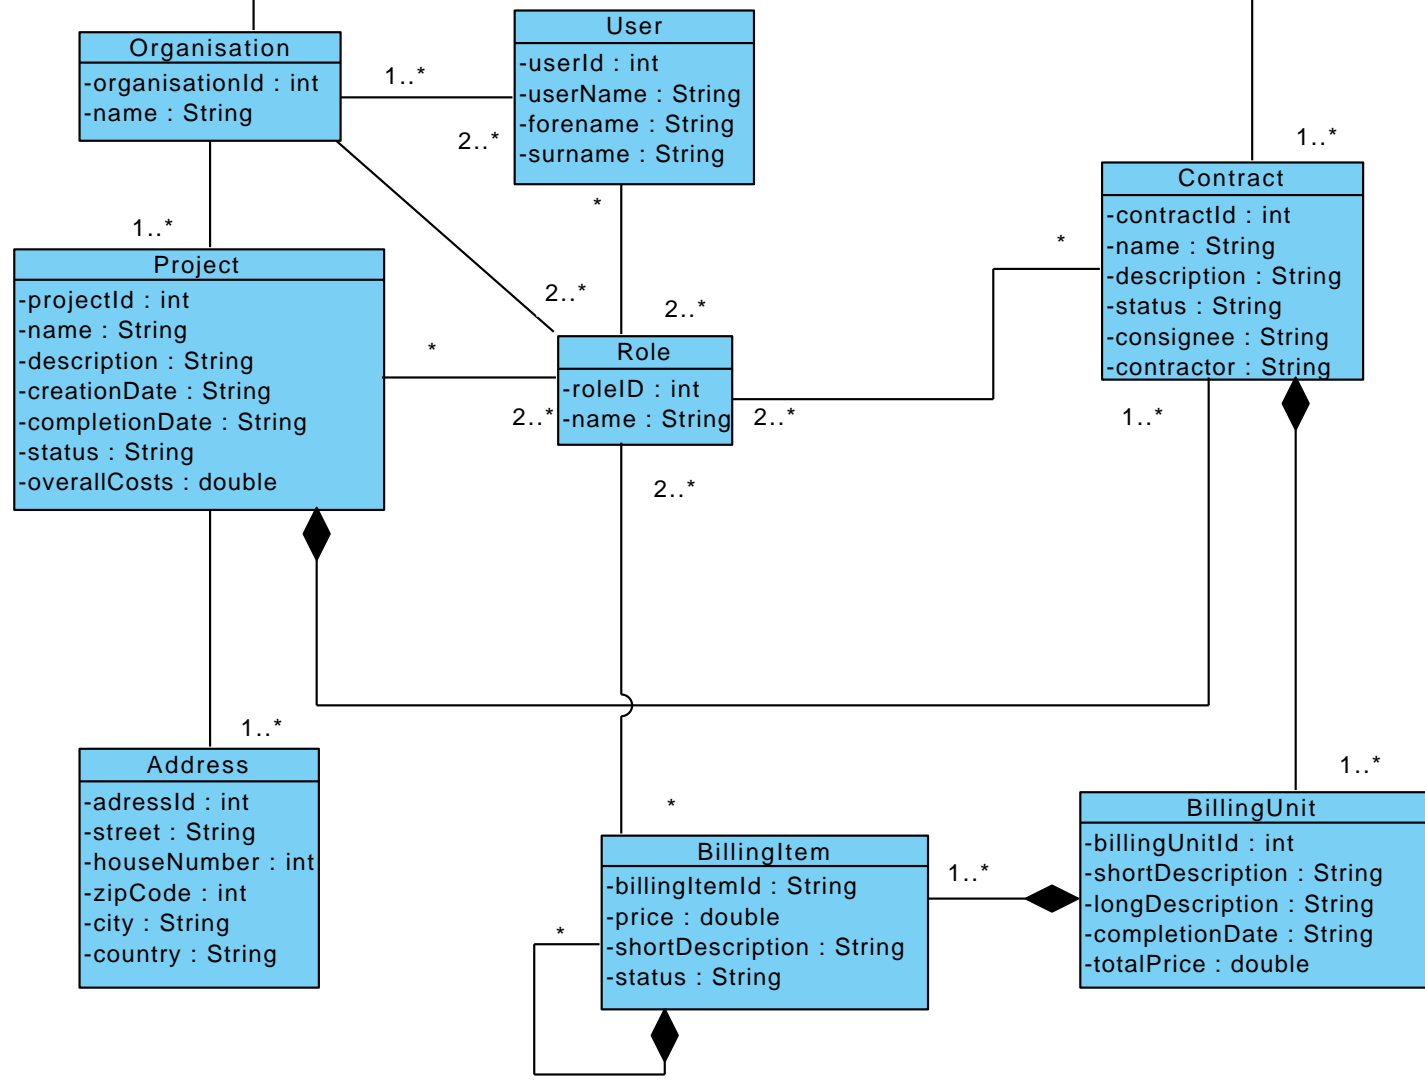 Organisation
-organisationId : int
-name : String
1..*
2..*
User
-userId : int
-userName : String
-forename : String
-surname : String
1..*
Contract
-contractId : int
-name : String
-description : String
-status : String
-consignee : String
-contractor : String
1..*
Project
-projectId : int
-name : String
-description : String
-creationDate : String
-completionDate : String
-status : String
-overallCosts : double
*
2..*
2..*
*
2..*
Role
-roleID : int
-name : String
2..*
*
2..*
1..*
1..*
Address
-adressId : int
-street : String
-houseNumber : int
-zipCode : int
-city : String
-country : String
*
BillingItem
-billingItemId : String
-price : double
-shortDescription : String
-status : String
*
1..*
1..*
BillingUnit
-billingUnitId : int
-shortDescription : String
-longDescription : String
-completionDate : String
-totalPrice : double